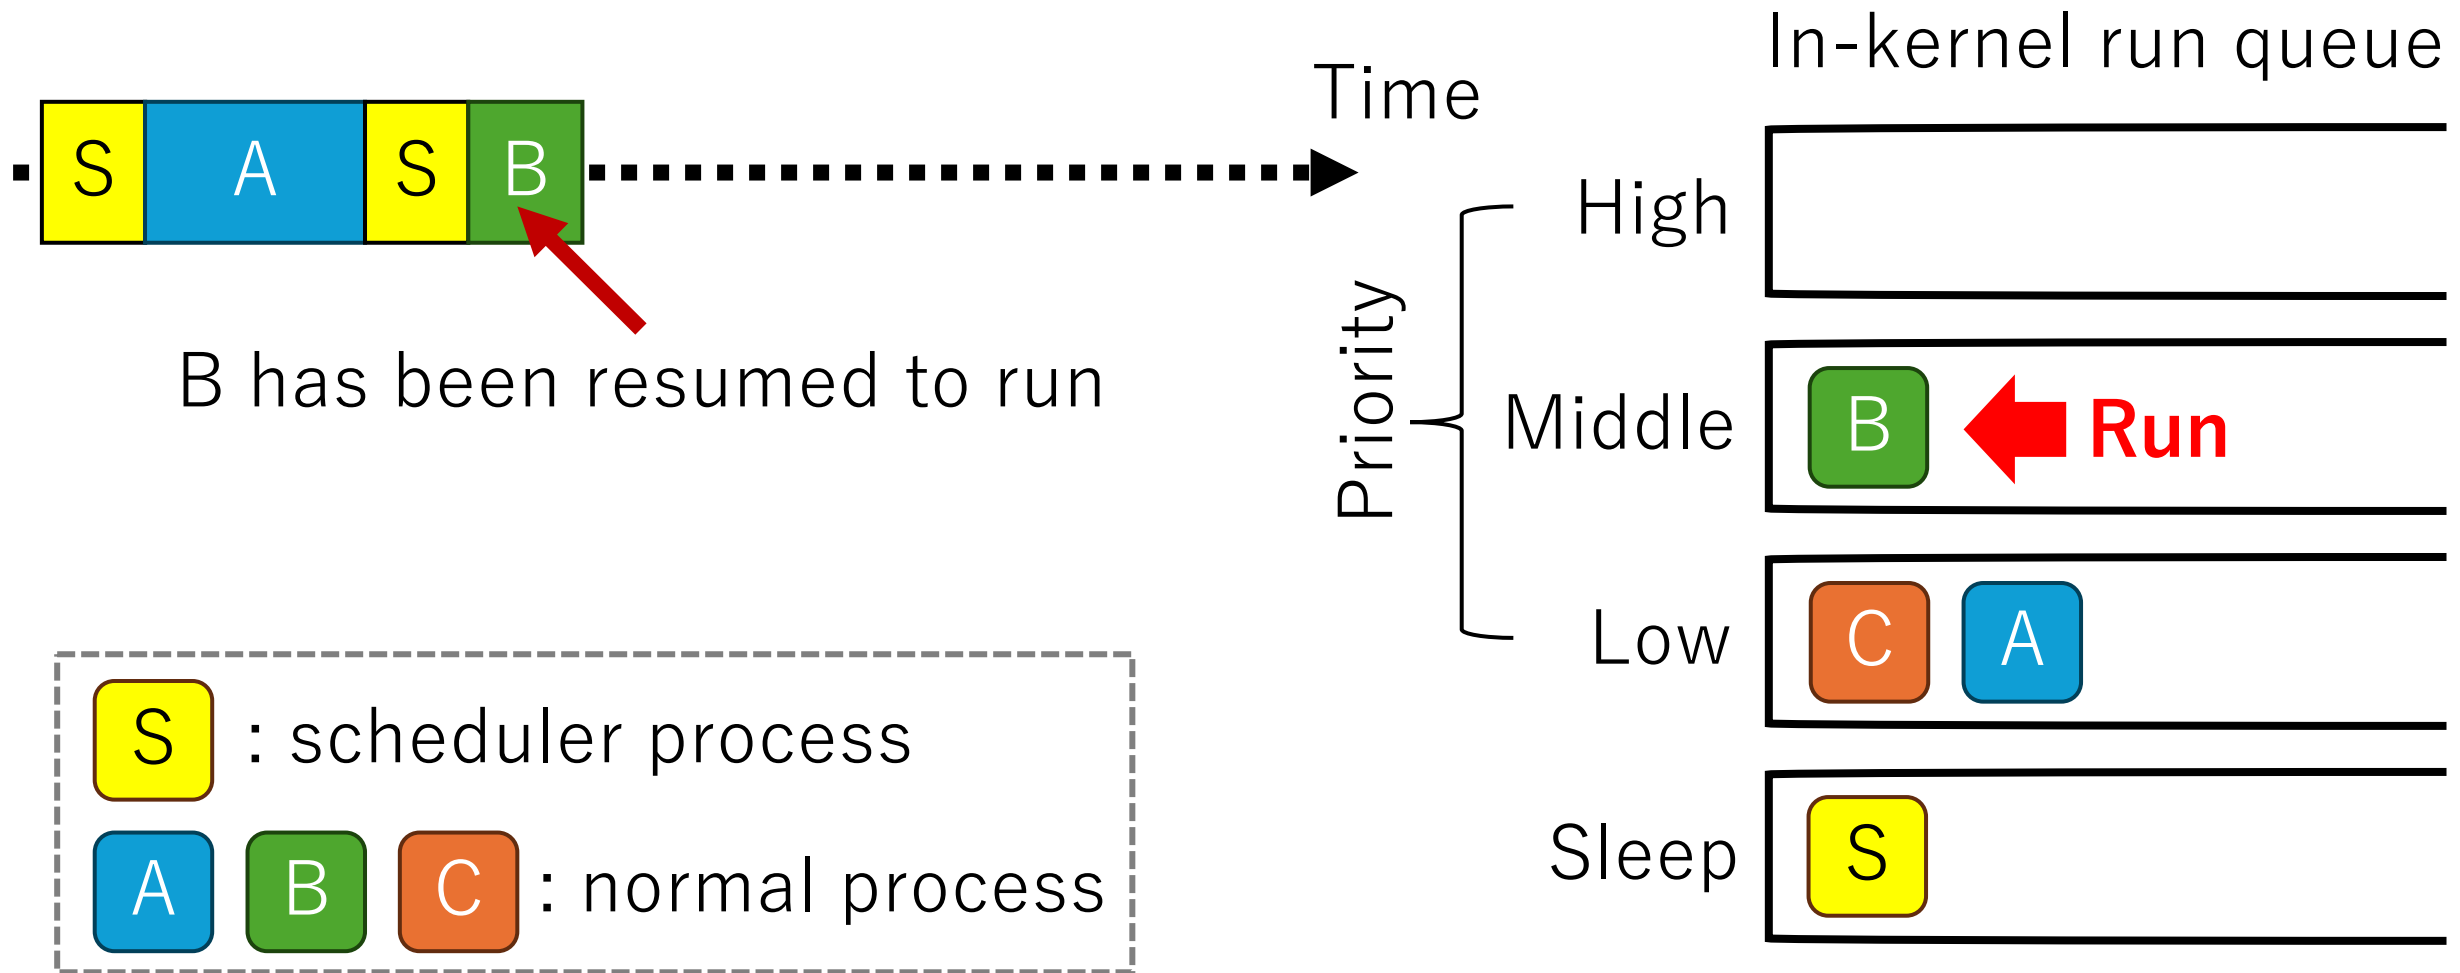 In-kernel run queue
Time
S A S B
High
B has been resumed to run
Priority
Middle
B
Run
Low
C A
S : scheduler process
Sleep
S
A B C : normal process